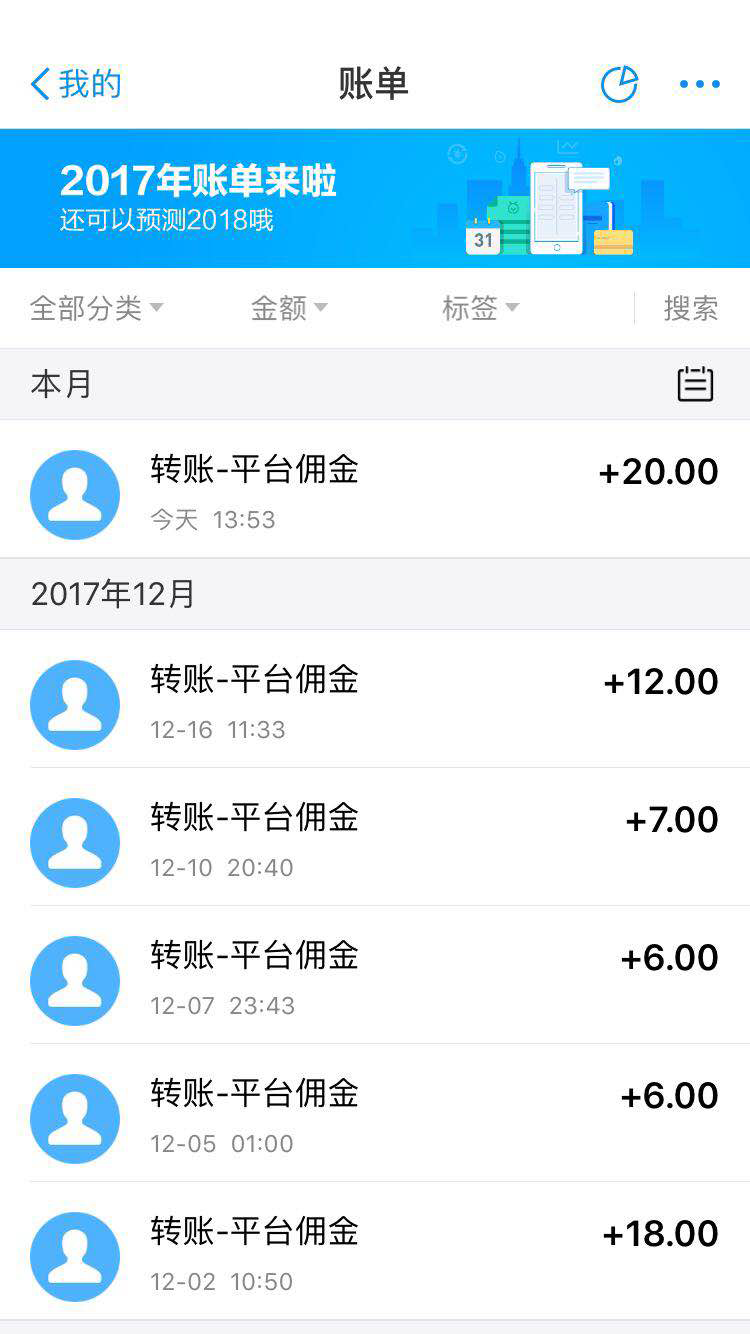 我的
账单
2017年账单来啦
还可以预测2018哦
31
全部分类 金额 标签 搜索
本月
转账-平台佣金 +20.00
今天 13:53
2017年12月
转账-平台佣金 +12.00
12-16 11:33
转账-平台佣金 +7.00
12-10 20:40
转账-平台佣金 +6.00
12-07 23:43
转账-平台佣金 +6.00
12-05 01:00
转账-平台佣金 +18.00
12-02 10:50